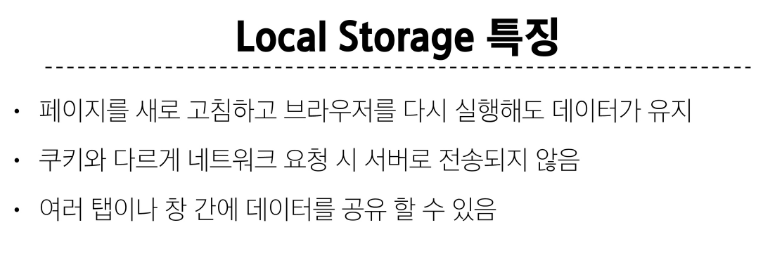 Local Storage 특징
• 페이지를 새로 고침하고 브라우저를 다시 실행해도 데이터가 유지
• 쿠키와 다르게 네트워크 요청 시 서버로 전송되지 않음
• 여러 탭이나 창 간에 데이터를 공유 할 수 있음